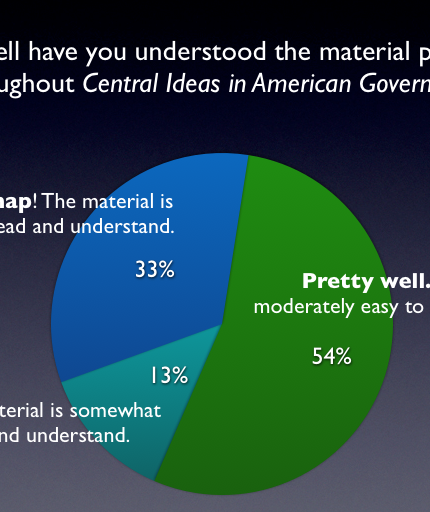 ell have you understood the material p
ughout Central Ideas in American Govern
nap! The material is
ead and understand.
33%
Pretty well.
moderately easy to
54%
13%
terial is somewhat
nd understand.